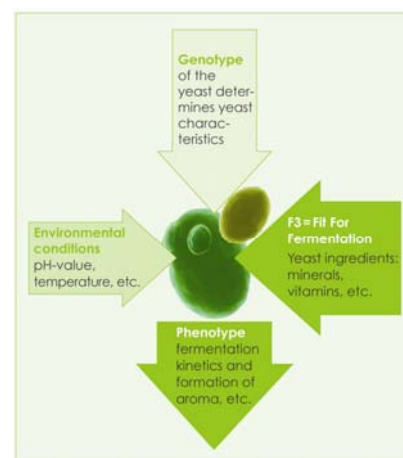 Genotype
of the
yeast deter-
mines yeast
charac-
teristics
Environmental
conditions
pH-value,
temperature, etc.
F3=Fit For
Fermentation
Yeast ingredients:
minerals,
vitamins, etc.
Phenotype
fermentation
kinetics and
formation of
aroma, etc.